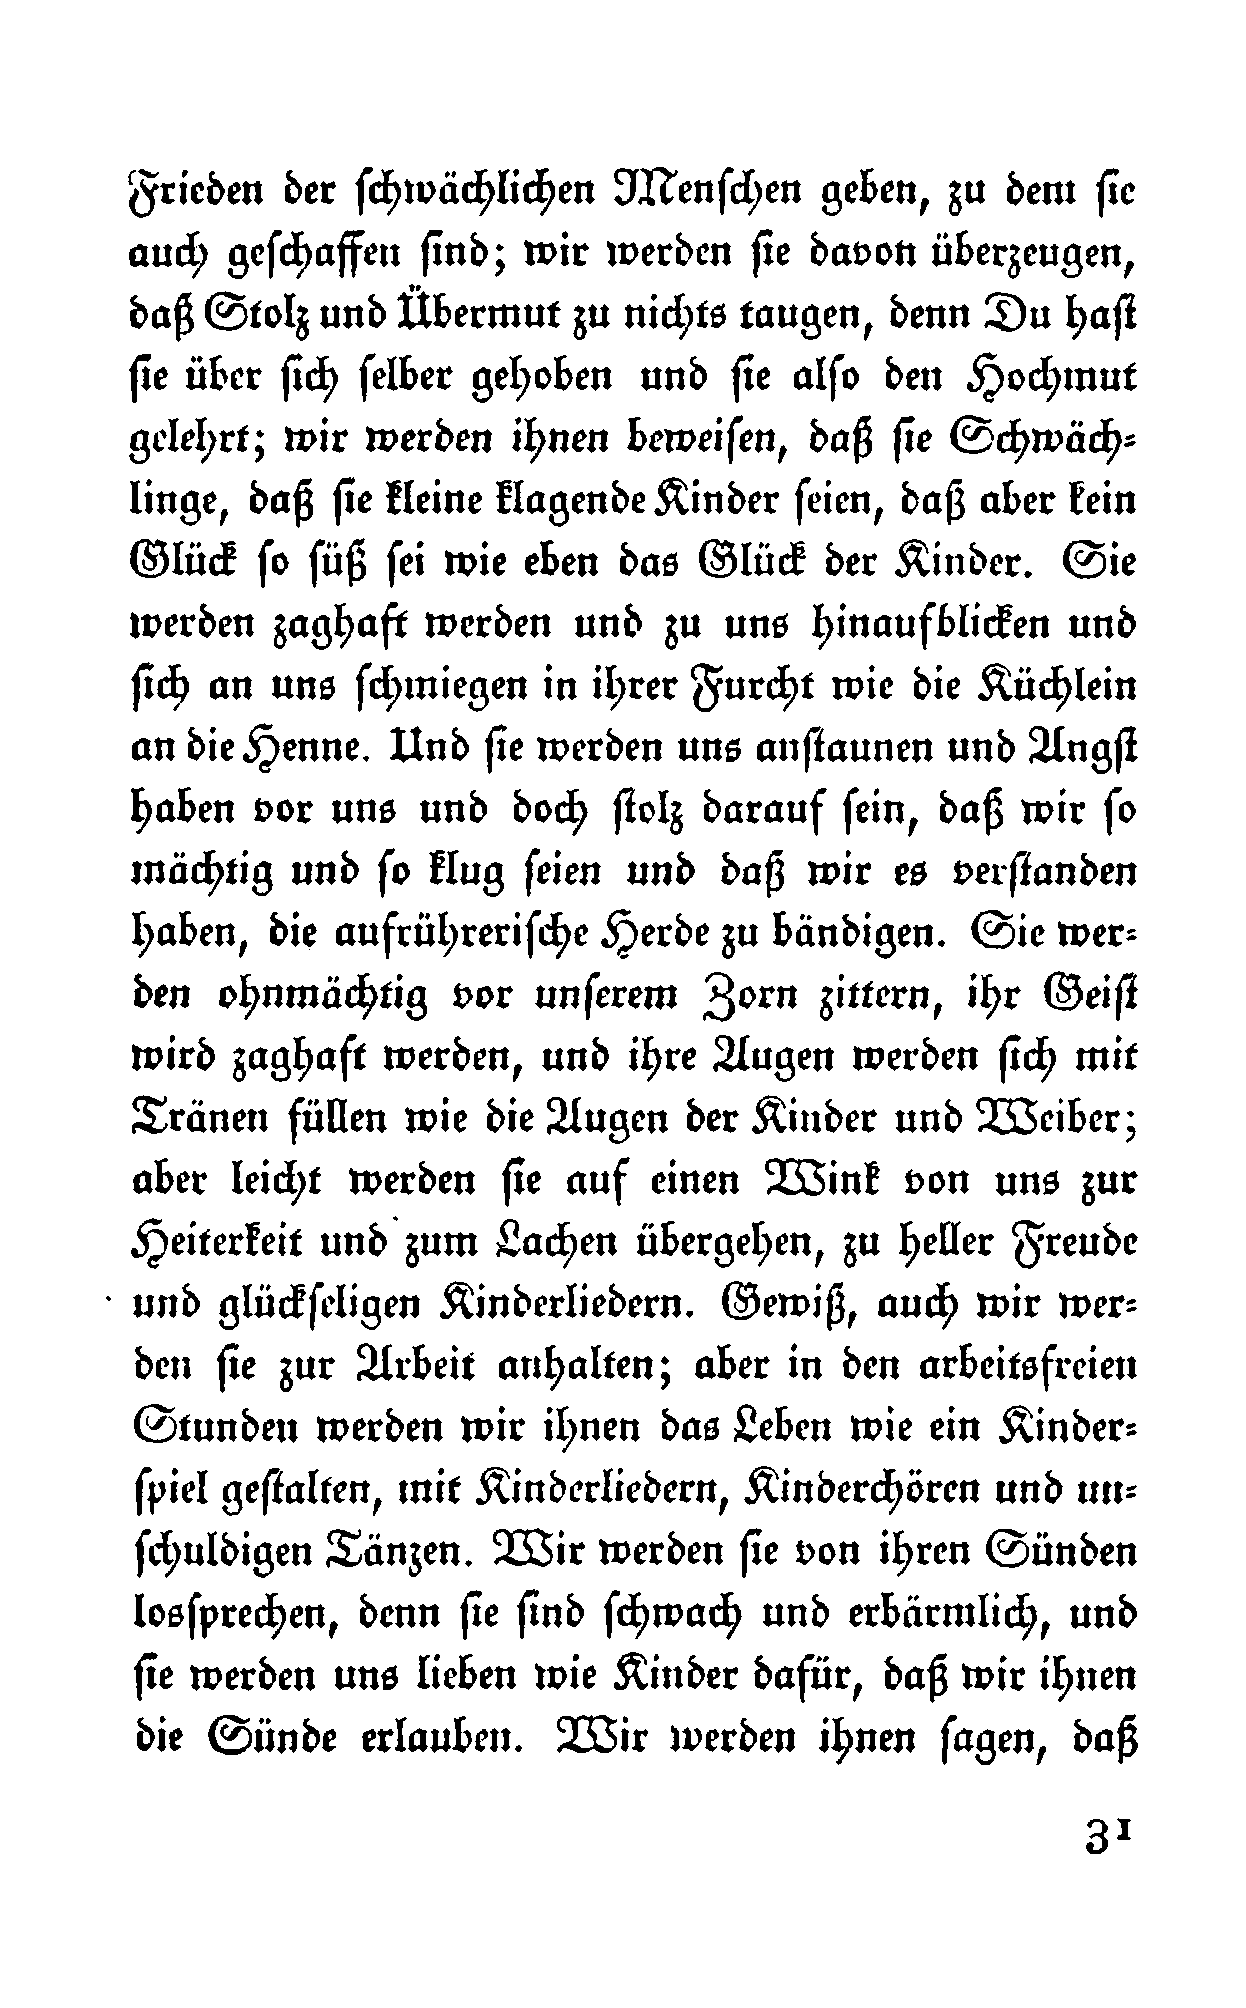 Frieden der schwächlichen Menschen geben, zu dem sie
auch geschaffen sind; wir werden sie davon überzeugen,
daß Stolz und Übermut zu nichts taugen, denn Du hast
sie über sich selber gehoben und sie also den Hochmut
gelehrt; wir werden ihnen beweisen, daß sie Schwäch-
linge, daß sie kleine klagende Kinder seien, daß aber kein
Glück so süß sei wie eben das Glück der Kinder. Sie
werden zaghaft werden und zu uns hinaufblicken und
sich an uns schmiegen in ihrer Furcht wie die Küchlein
an die Henne. Und sie werden uns anstaunen und Angst
haben vor uns und doch stolz darauf sein, daß wir so
mächtig und so klug seien und daß wir es verstanden
haben, die aufrührerische Herde zu bändigen. Sie wer-
den ohnmächtig vor unserem Zorn zittern, ihr Geist
wird zaghaft werden, und ihre Augen werden sich mit
Tränen füllen wie die Augen der Kinder und Weiber;
aber leicht werden sie auf einen Wink von uns zur
Heiterkeit und zum Lachen übergehen, zu heller Freude
und glückseligen Kinderliedern. Gewiß, auch wir wer-
den sie zur Arbeit anhalten; aber in den arbeitsfreien
Stunden werden wir ihnen das Leben wie ein Kinder-
spiel gestalten, mit Kinderliedern, Kinderchören und un-
schuldigen Tänzen. Wir werden sie von ihren Sünden
lossprechen, denn sie sind schwach und erbärmlich, und
sie werden uns lieben wie Kinder dafür, daß wir ihnen
die Sünde erlauben. Wir werden ihnen sagen, daß
31